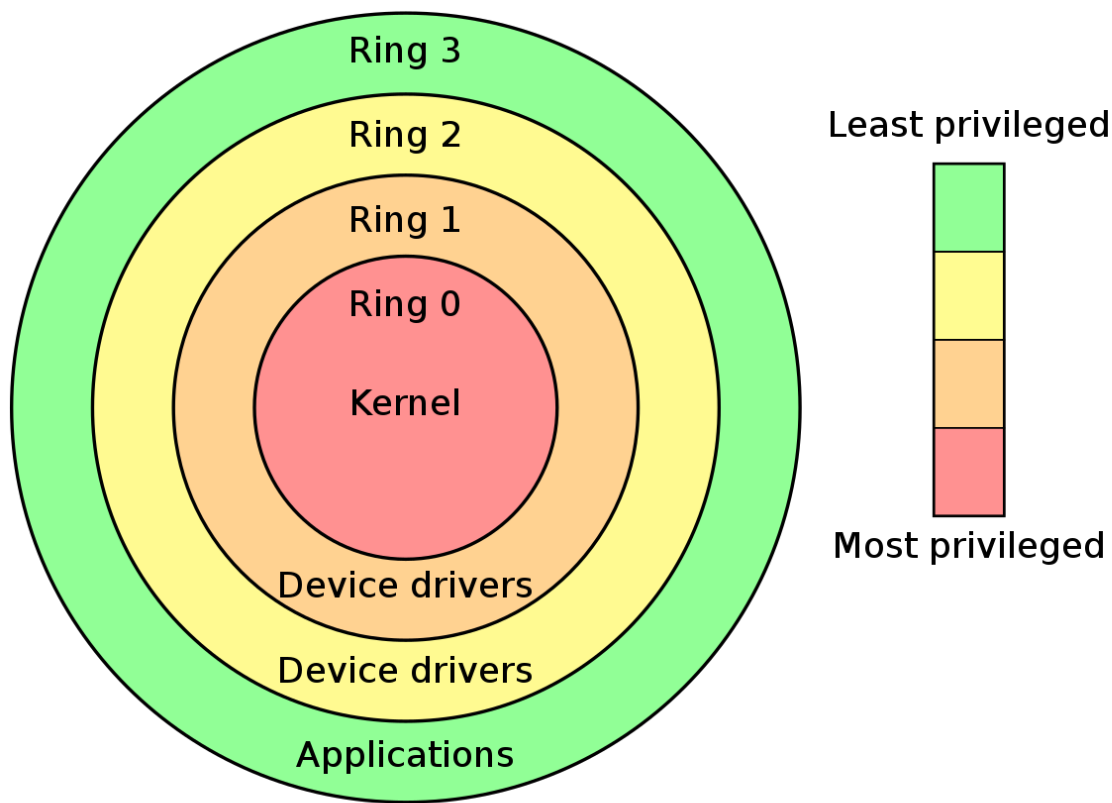 Ring 3
Ring 2
Ring 1
Ring 0
Kernel
Device drivers
Device drivers
Applications
Least privileged
Most privileged